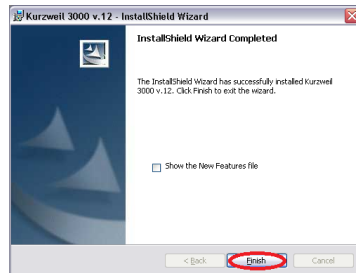 Kurzweil 3000 v.12 - InstallShield Wizard
InstallShield Wizard Completed
The InstallShield Wizard has successfully installed Kurzweil
3000 v.12. Click Finish to exit the wizard.
Show the New Features file
< Back
Finish
Cancel